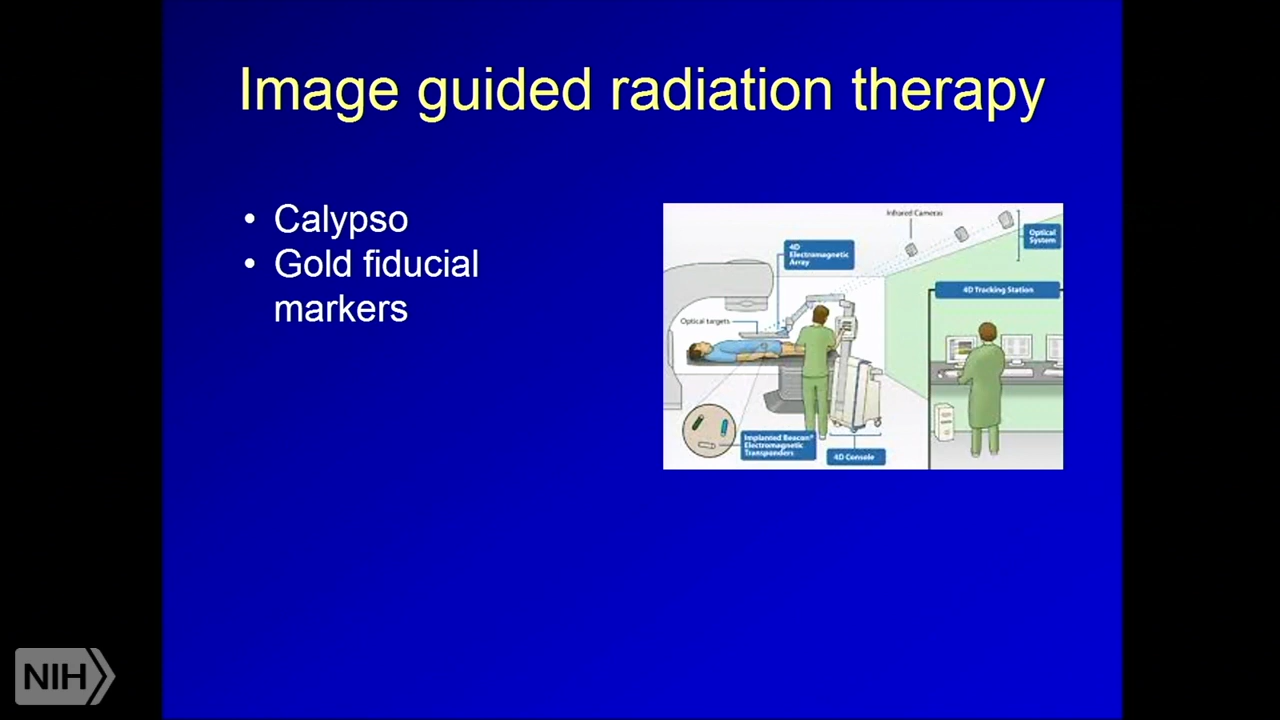 Image guided radiation therapy
• Calypso
• Gold fiducial
markers
Infrared Cameras
Optical
System
4D
Electromagnetic
Array
4D Tracking Station
Optical targets
Implanted Beacon®
Electromagnetic
Transponders
4D Console
NIH